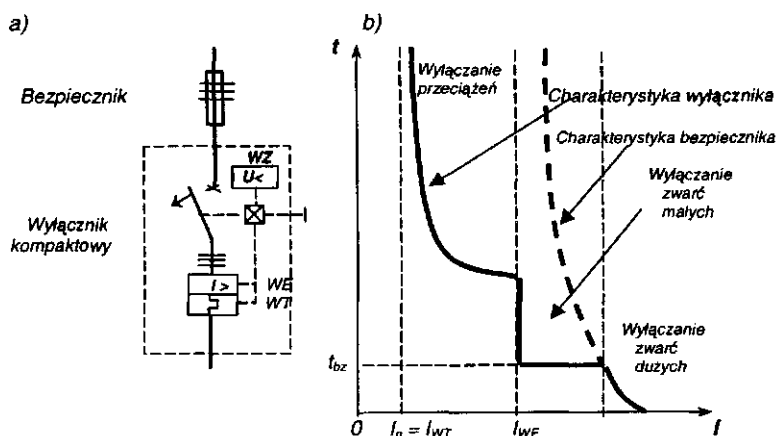 a)
Bezpiecznik
WZ
U<
Wyłącznik
kompaktowy
I >
WE
WT
b)
t
Wyłączanie
przeciążeń
Charakterystyka wyłącznika
Charakterystyka bezpiecznika
Wyłączanie
zwarć
małych
Wyłączanie
zwarć
dużych
tbz
0
In = IWT
IWE
I